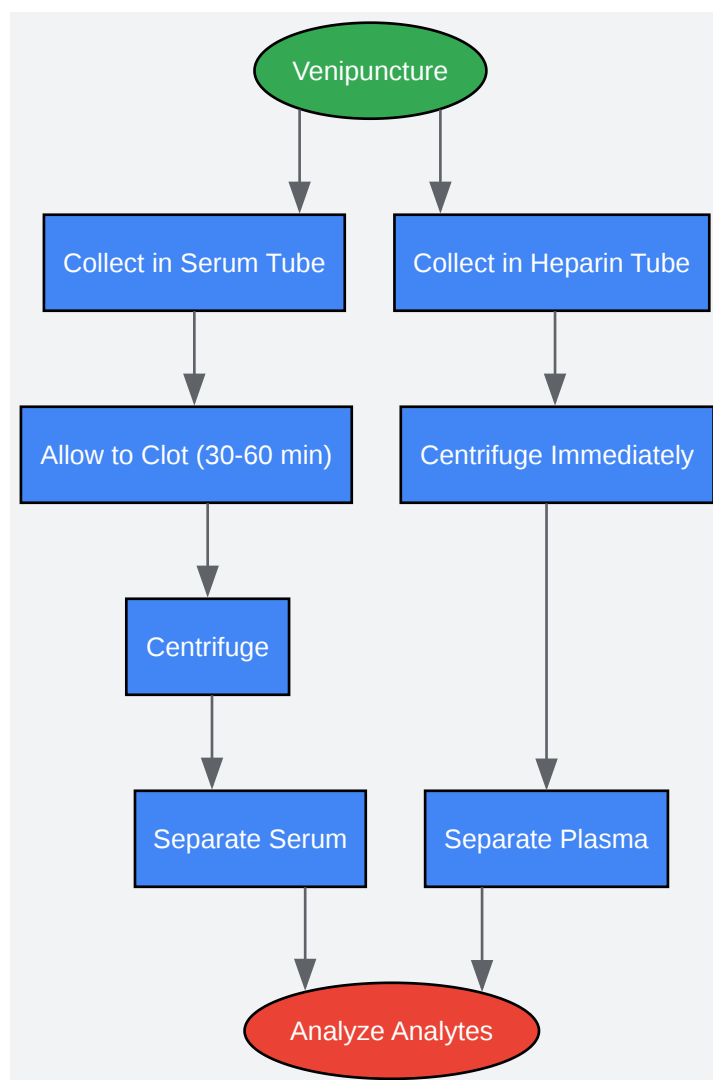 Venipuncture
Collect in Serum Tube
Collect in Heparin Tube
Allow to Clot (30-60 min)
Centrifuge Immediately
Centrifuge
Separate Serum
Separate Plasma
Analyze Analytes